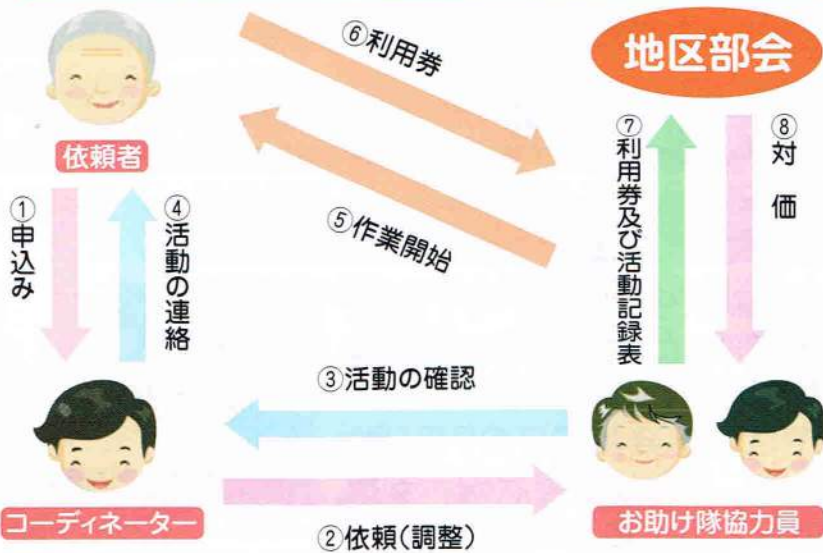 ⑥利用券
地区部会
依頼者
①申込み
④活動の連絡
⑤作業開始
⑦利用券及び活動記録表
⑧対価
③活動の確認
コーディネーター
②依頼(調整)
お助け隊協力員